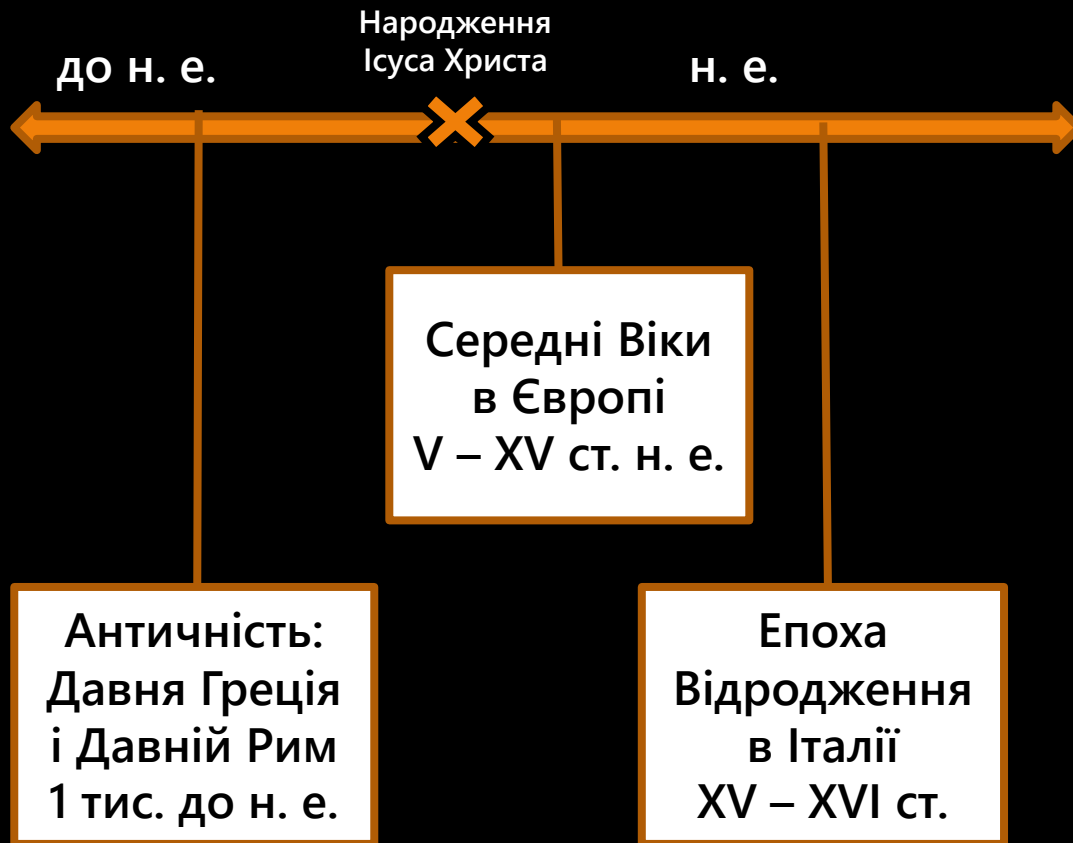 Народження
Ісуса Христа
до н. е.
н. е.
Середні Віки
в Європі
V – XV ст. н. е.
Античність:
Давня Греція
і Давній Рим
1 тис. до н. е.
Епоха
Відродження
в Італії
XV – XVI ст.